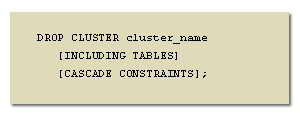 DROP CLUSTER cluster_name
[INCLUDING TABLES]
[CASCADE CONSTRAINTS];